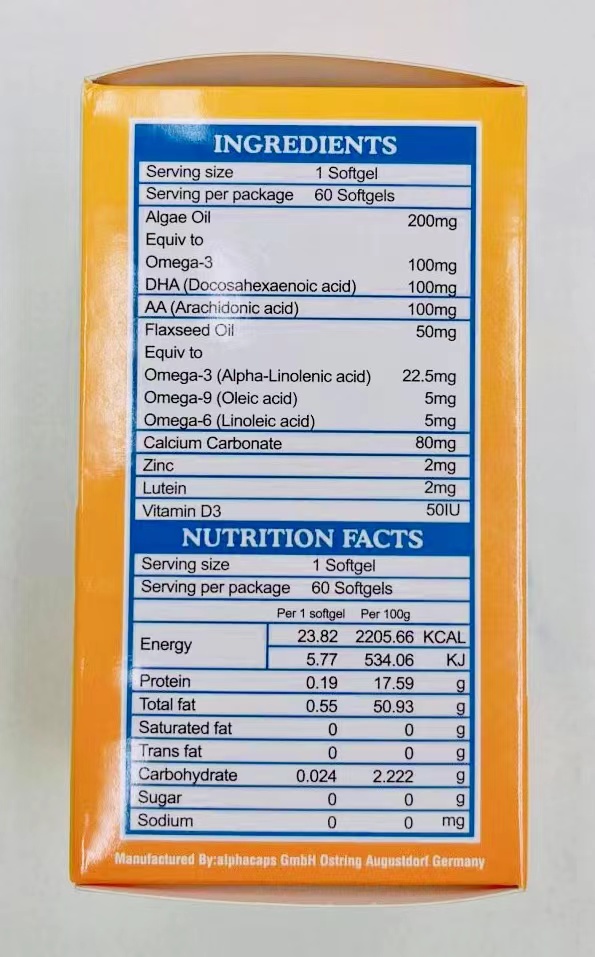 INGREDIENTS
Serving size 1 Softgel
Serving per package 60 Softgels
Algae Oil 200mg
Equiv to
Omega-3 100mg
DHA (Docosahexaenoic acid) 100mg
AA (Arachidonic acid) 100mg
Flaxseed Oil 50mg
Equiv to
Omega-3 (Alpha-Linolenic acid) 22.5mg
Omega-9 (Oleic acid) 5mg
Omega-6 (Linoleic acid) 5mg
Calcium Carbonate 80mg
Zinc 2mg
Lutein 2mg
Vitamin D3 50IU
NUTRITION FACTS
Serving size 1 Softgel
Serving per package 60 Softgels
Per 1 softgel Per 100g
Energy 23.82 2205.66 KCAL
5.77 534.06 KJ
Protein 0.19 17.59 g
Total fat 0.55 50.93 g
Saturated fat 0 0 g
Trans fat 0 0 g
Carbohydrate 0.024 2.222 g
Sugar 0 0 g
Sodium 0 0 mg
Manufactured By:alphacaps GmbH Ostring Augustdorf Germany